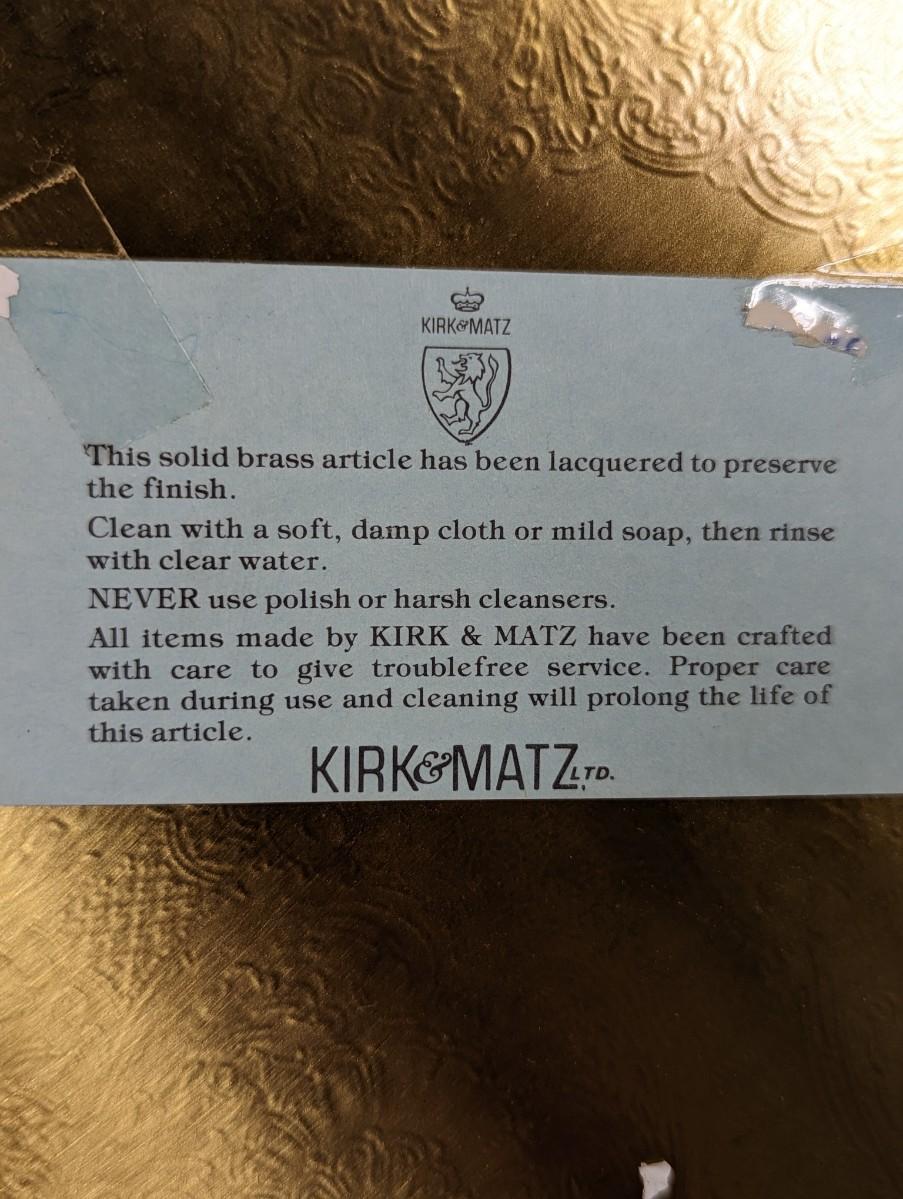 KIRK&MATZ
This solid brass article has been lacquered to preserve
the finish.
Clean with a soft, damp cloth or mild soap, then rinse
with clear water.
NEVER use polish or harsh cleansers.
All items made by KIRK & MATZ have been crafted
with care to give troublefree service. Proper care
taken during use and cleaning will prolong the life of
this article.
KIRK&MATZ LTD.